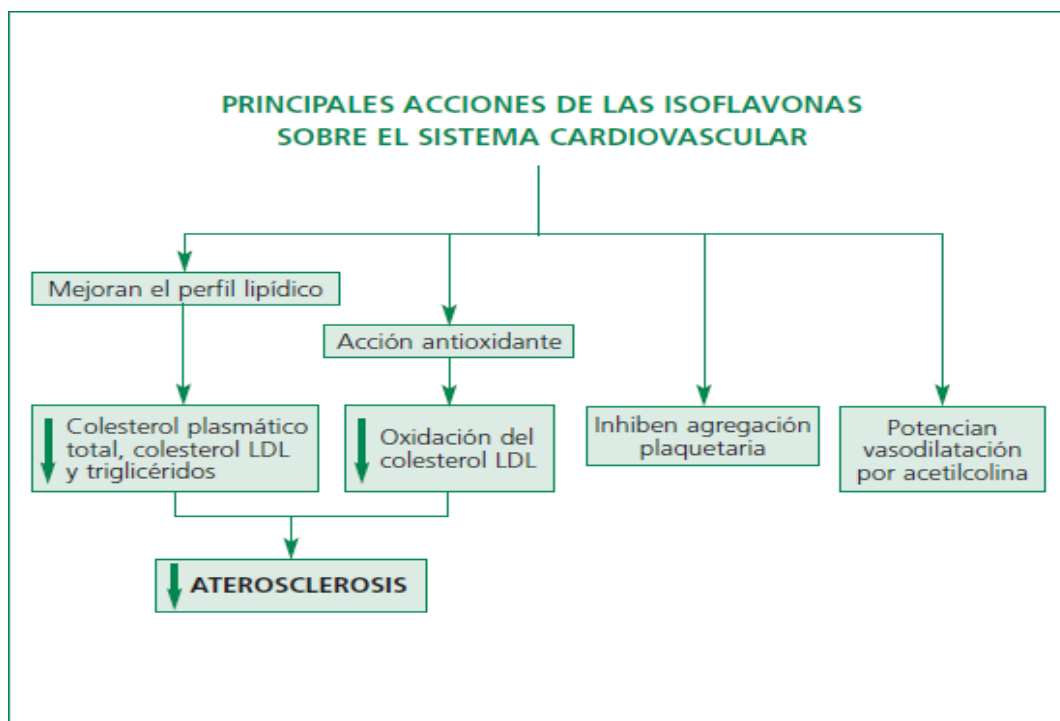 PRINCIPALES ACCIONES DE LAS ISOFLAVONAS
SOBRE EL SISTEMA CARDIOVASCULAR
Mejoran el perfil lipídico
Acción antioxidante
Colesterol plasmático
total, colesterol LDL
y triglicéridos
Oxidación del
colesterol LDL
Inhiben agregación
plaquetaria
Potencian
vasodilatación
por acetilcolina
ATEROSCLEROSIS